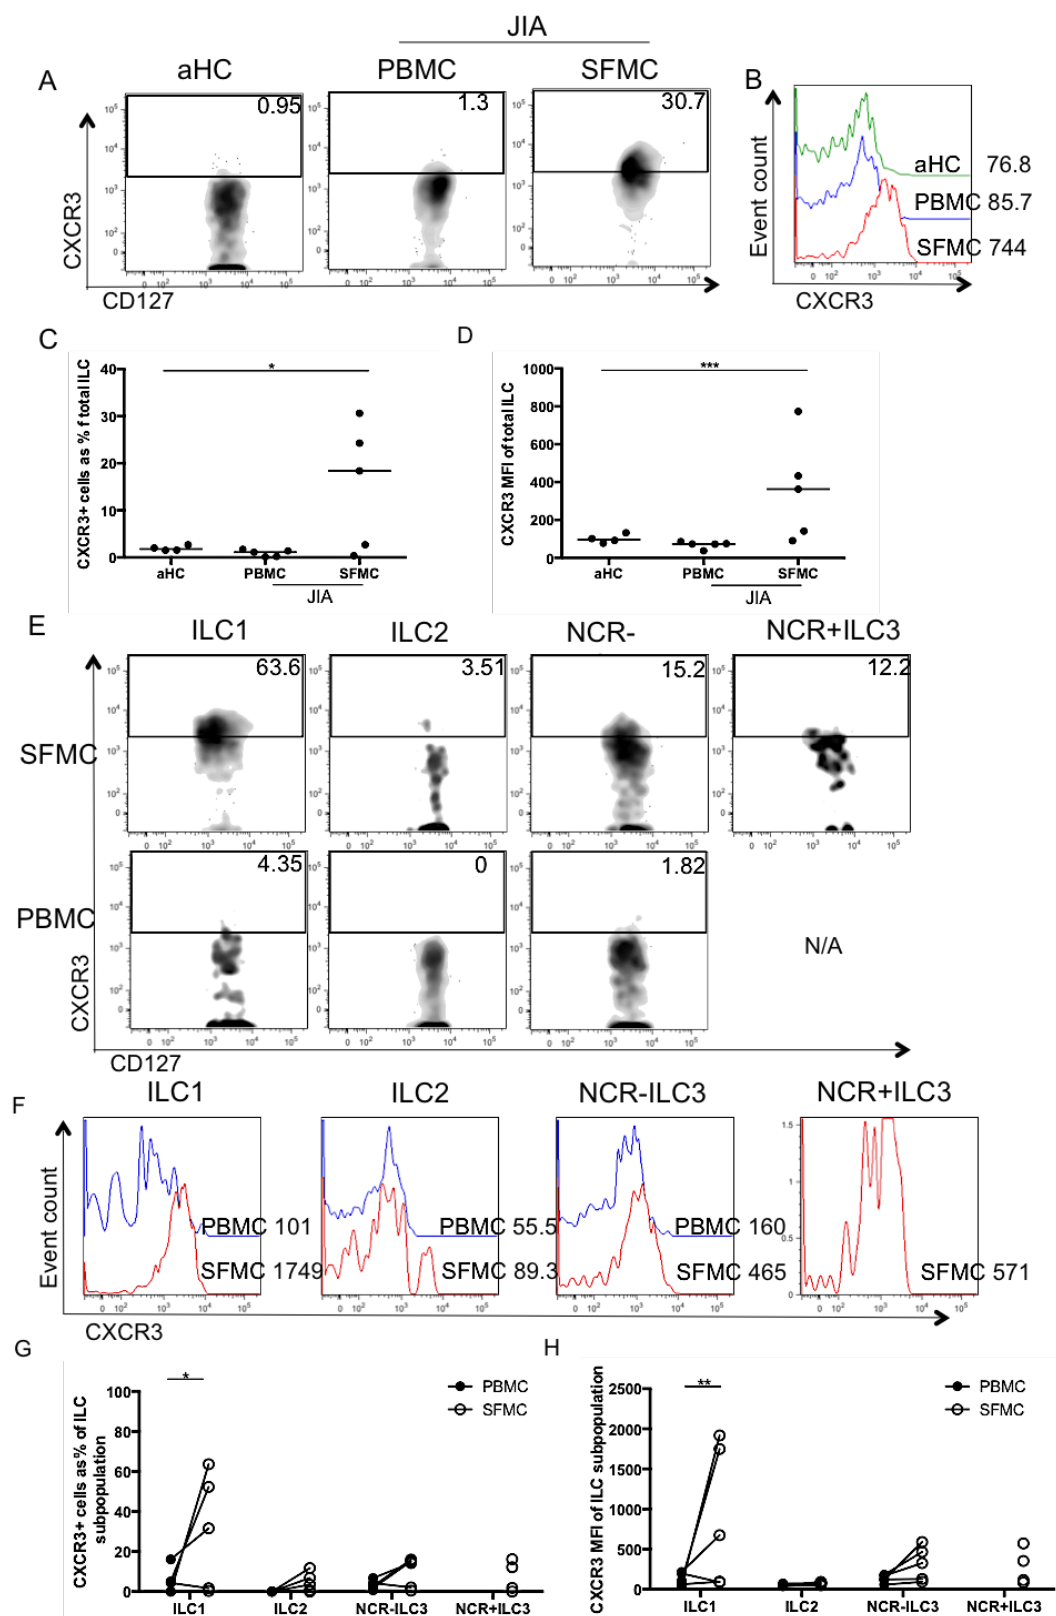 JIA
A
aHC
PBMC
SFMC
B
0.95
1.3
30.7
CXCR3
CD127
Event count
aHC 76.8
PBMC 85.7
SFMC 744
CXCR3
C
D
CXCR3+ cells as % f total ILC
40
30
20
10
0
aHC
PBMC
SFMC
JIA
*
CXCR3 MFI of total ILC
1000
800
600
400
200
0
aHC
PBMC
SFMC
JIA
***
E
ILC1
ILC2
NCR-
NCR+ILC3
SFMC
63.6
3.51
15.2
12.2
PBMC
4.35
0
1.82
N/A
CXCR3
CD127
F
ILC1
ILC2
NCR-ILC3
NCR+ILC3
Event count
PBMC 101
SFMC 1749
PBMC 55.5
SFMC 89.3
PBMC 160
SFMC 465
1.5
1
0.5
0
SFMC 571
CXCR3
G
H
CXCR3+ cells as% of ILC
subpopulation
100
80
60
40
20
0
*
PBMC
SFMC
ILC1
ILC2
NCR-ILC3
NCR+ILC3
CXCR3 MFI of ILC subpopulation
2500
2000
1500
1000
500
0
**
PBMC
SFMC
ILC1
ILC2
NCR-ILC3
NCR+ILC3